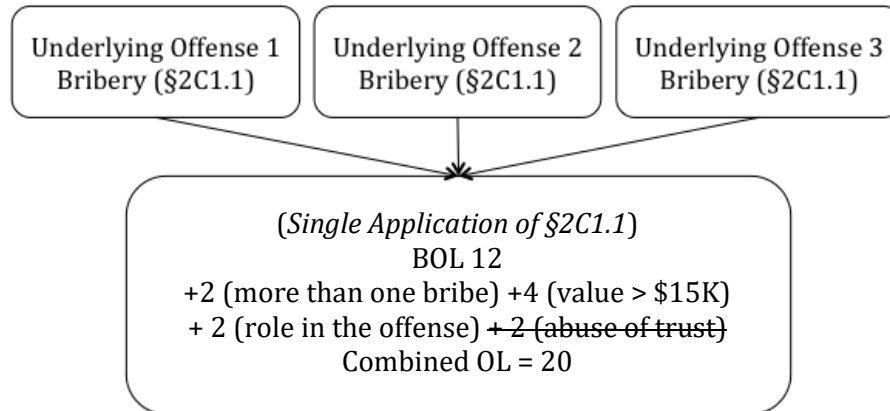 Underlying Offense 1
Bribery (§2C1.1)
Underlying Offense 2
Bribery (§2C1.1)
Underlying Offense 3
Bribery (§2C1.1)
(Single Application of §2C1.1)
BOL 12
+2 (more than one bribe) +4 (value > $15K)
+ 2 (role in the offense) + 2 (abuse of trust)
Combined OL = 20